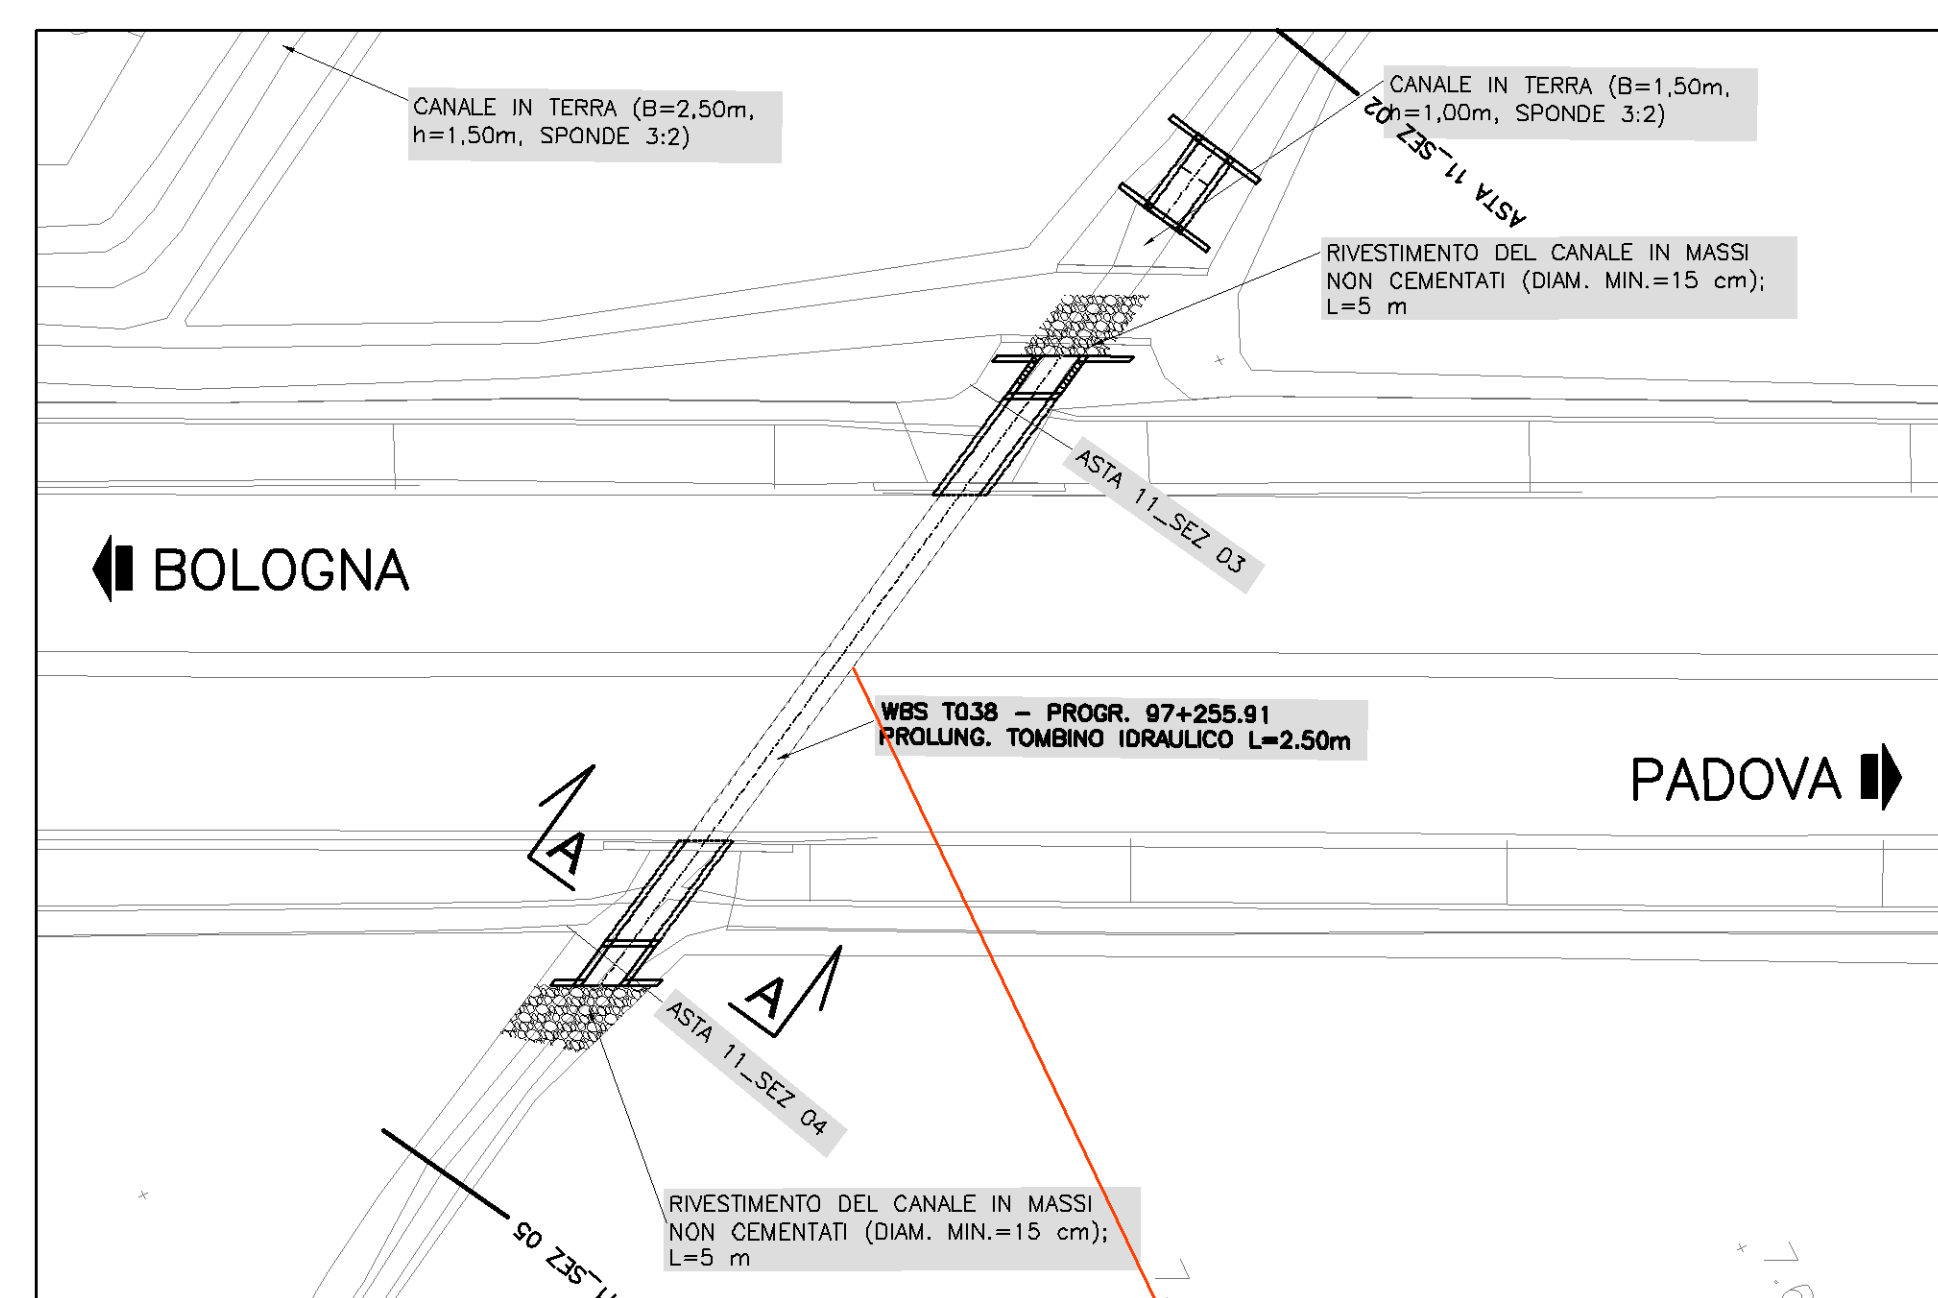 CANALE IN TERRA (B=2,50m,
h=1,50m, SPONDE 3:2)
CANALE IN TERRA (B=1,50m,
h=1,00m, SPONDE 3:2)
ASTA 11_SEZ 02
RIVESTIMENTO DEL CANALE IN MASSI
NON CEMENTATI (DIAM. MIN.=15 cm);
L=5 m
ASTA 11_SEZ 03
BOLOGNA
WBS T038 – PROGR. 97+255.91
PROLUNG. TOMBINO IDRAULICO L=2.50m
PADOVA
A
A
ASTA 11_SEZ 04
RIVESTIMENTO DEL CANALE IN MASSI
NON CEMENTATI (DIAM. MIN.=15 cm);
L=5 m
1_SEZ 05